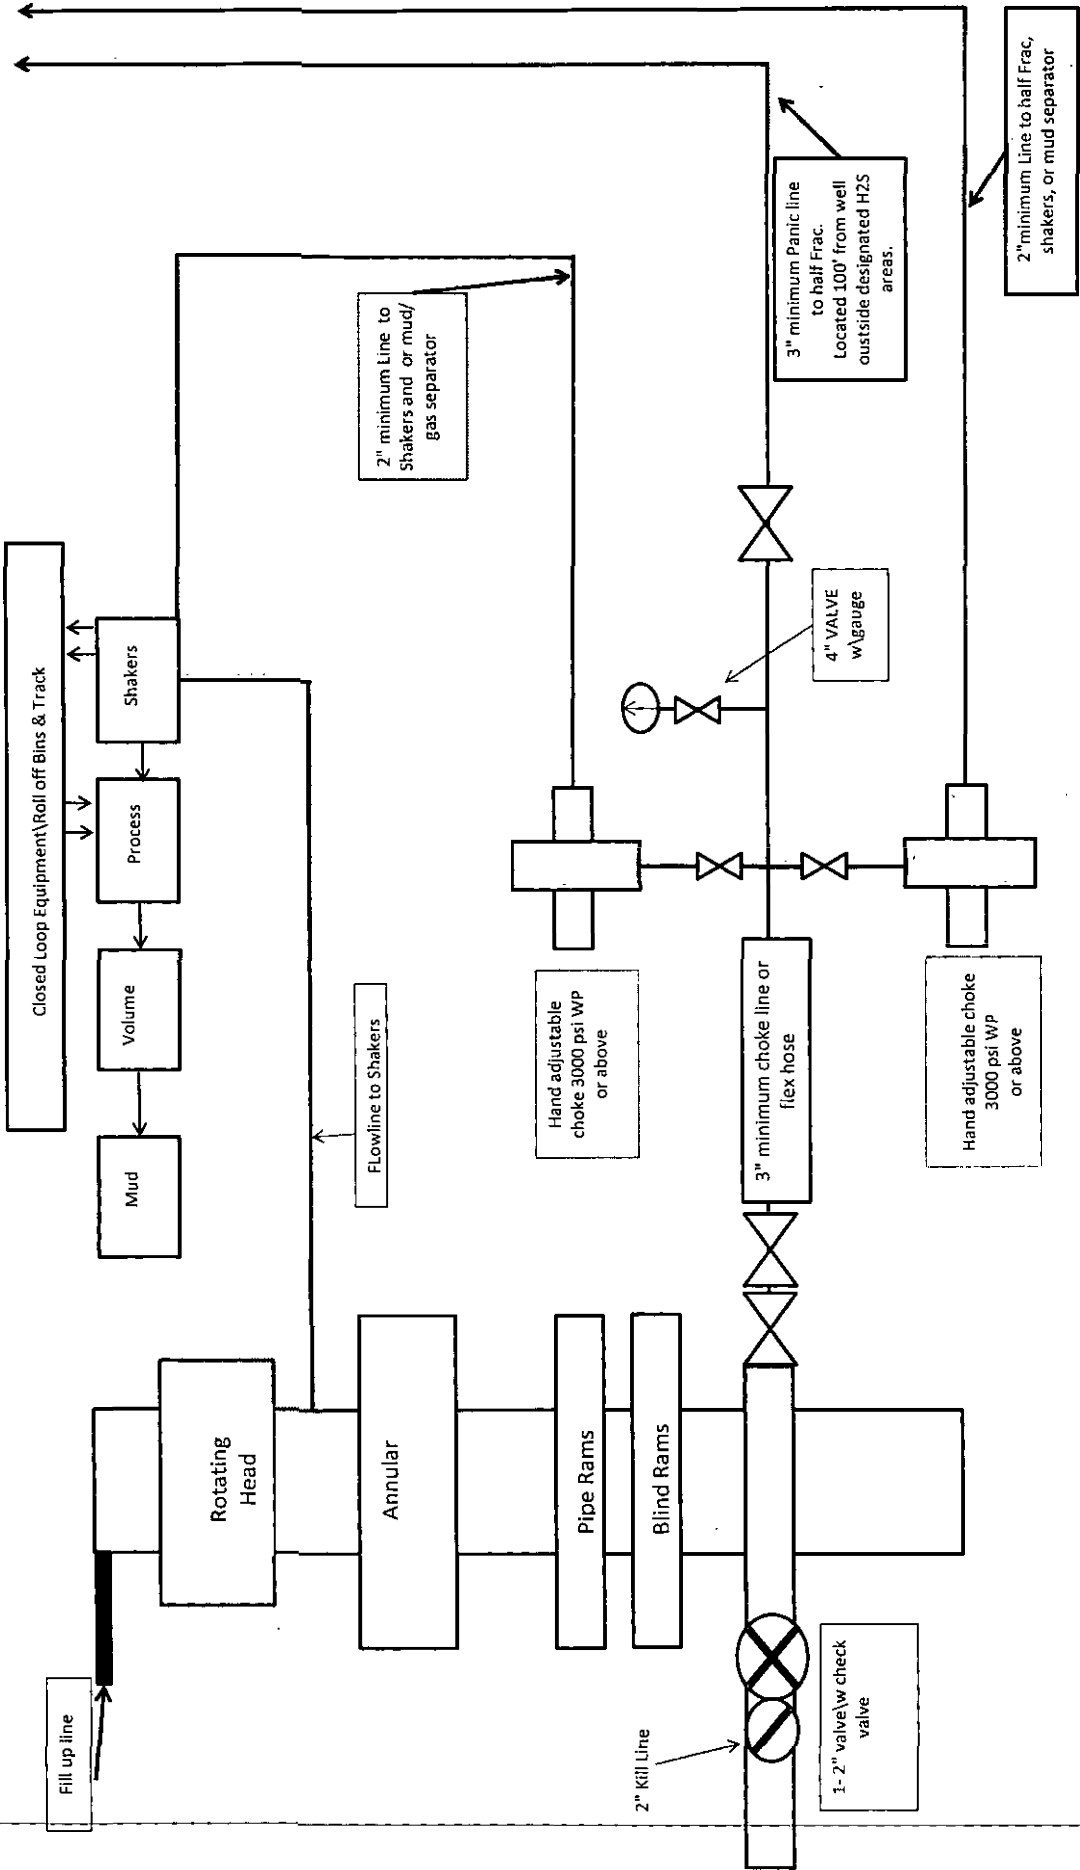 Closed Loop Equipment\Roll off Bins & Track
Fill up line
Mud
Volume
Process
Shakers
Rotating
Head
FLowline to Shakers
2" minimum Line to
Shakers and or mud/
gas separator
Annular
Pipe Rams
Hand adjustable
choke 3000 psi WP
or above
Blind Rams
2" Kill Line
3" minimum choke line or
flex hose
3" minimum Panic line
to half Frac.
Located 100' from well
oustside designated H2S
areas.
4" VALVE
w\gauge
1- 2" valve\w check
valve
Hand adjustable choke
3000 psi WP
or above
2"minimum Line to half Frac,
shakers, or mud separator